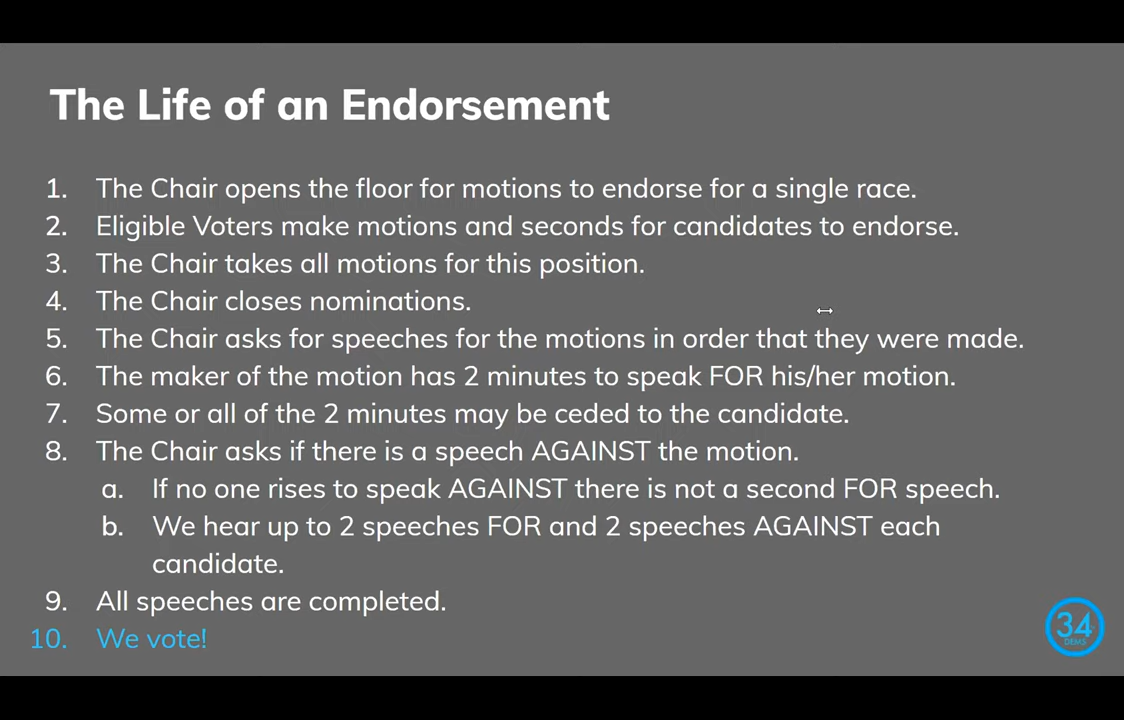 The Life of an Endorsement
1. The Chair opens the floor for motions to endorse for a single race.
2. Eligible Voters make motions and seconds for candidates to endorse.
3. The Chair takes all motions for this position.
4. The Chair closes nominations.
5. The Chair asks for speeches for the motions in order that they were made.
6. The maker of the motion has 2 minutes to speak FOR his/her motion.
7. Some or all of the 2 minutes may be ceded to the candidate.
8. The Chair asks if there is a speech AGAINST the motion.
a. If no one rises to speak AGAINST there is not a second FOR speech.
b. We hear up to 2 speeches FOR and 2 speeches AGAINST each
candidate.
9. All speeches are completed.
10. We vote!
34
DEMS